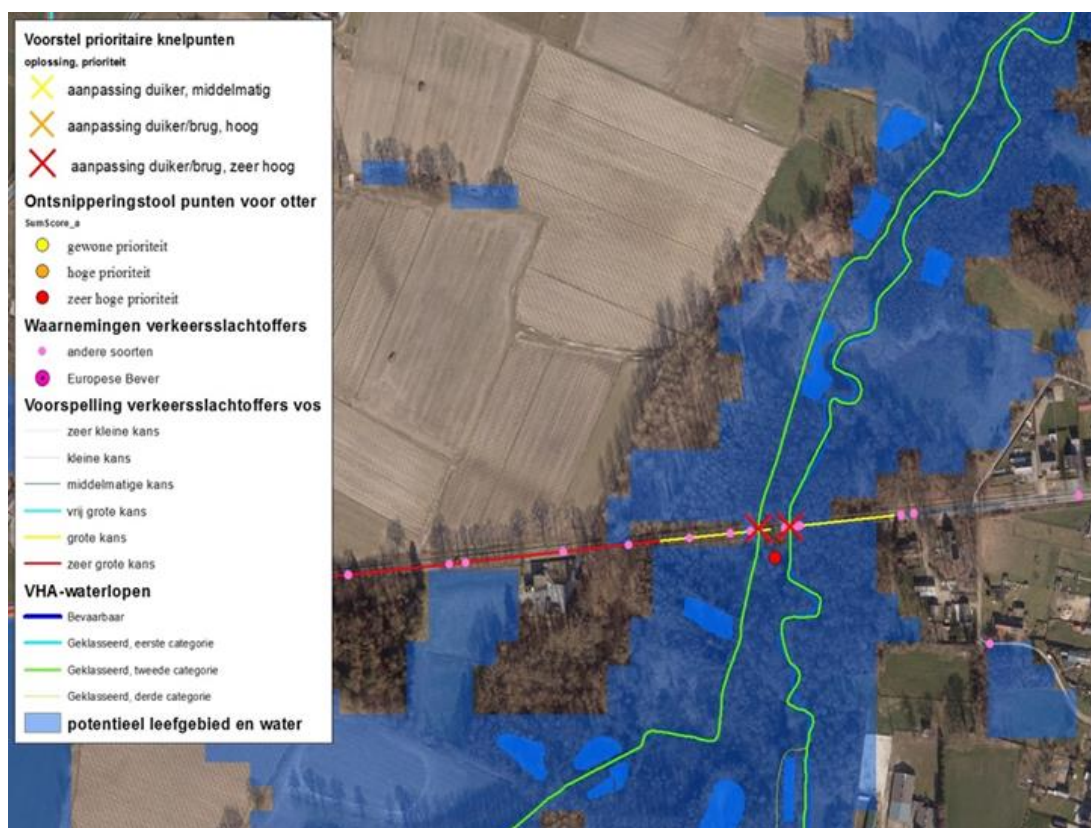 Voorstel prioritaire knelpunten
oplossing, prioriteit
aanpassing duiker, middelmatig
aanpassing duiker/brug, hoog
aanpassing duiker/brug, zeer hoog
Ontsnipperingstool punten voor otter
SumScore_a
gewone prioriteit
hoge prioriteit
zeer hoge prioriteit
Waarnemingen verkeersslachtoffers
andere soorten
Europese Bever
Voorspelling verkeersslachtoffers vos
zeer kleine kans
kleine kans
middelmatige kans
vrij grote kans
grote kans
zeer grote kans
VHA-waterlopen
Bevaarbaar
Geklasseerd, eerste categorie
Geklasseerd, tweede categorie
Geklasseerd, derde categorie
potentieel leefgebied en water